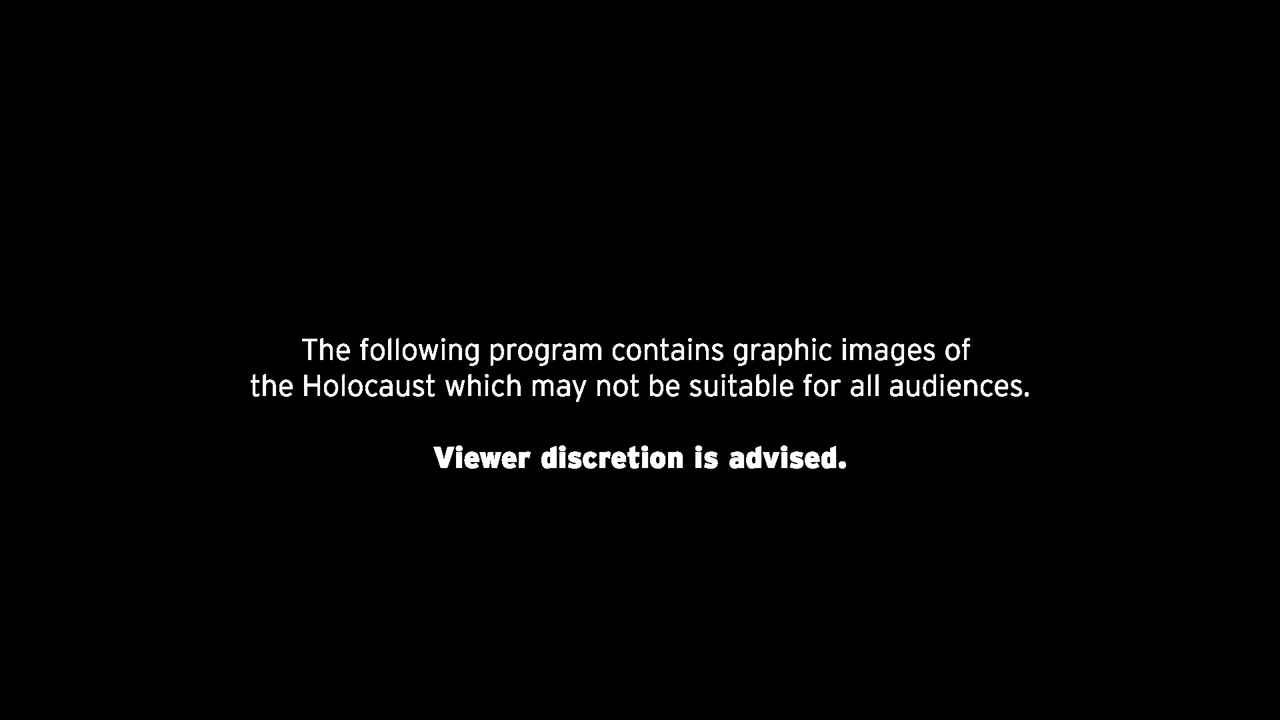 The following program contains graphic images of
the Holocaust which may not be suitable for all audiences.
Viewer discretion is advised.